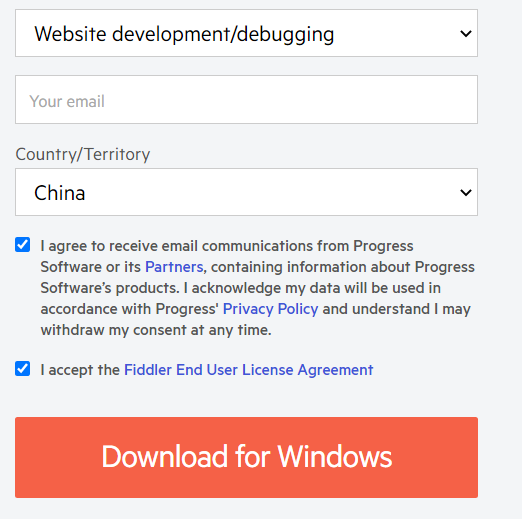 Website development/debugging
Your email
Country/Territory
China
I agree to receive email communications from Progress
Software or its Partners, containing information about Progress
Software's products. I acknowledge my data will be used in
accordance with Progress' Privacy Policy and understand I may
withdraw my consent at any time.
I accept the Fiddler End User License Agreement
Download for Windows